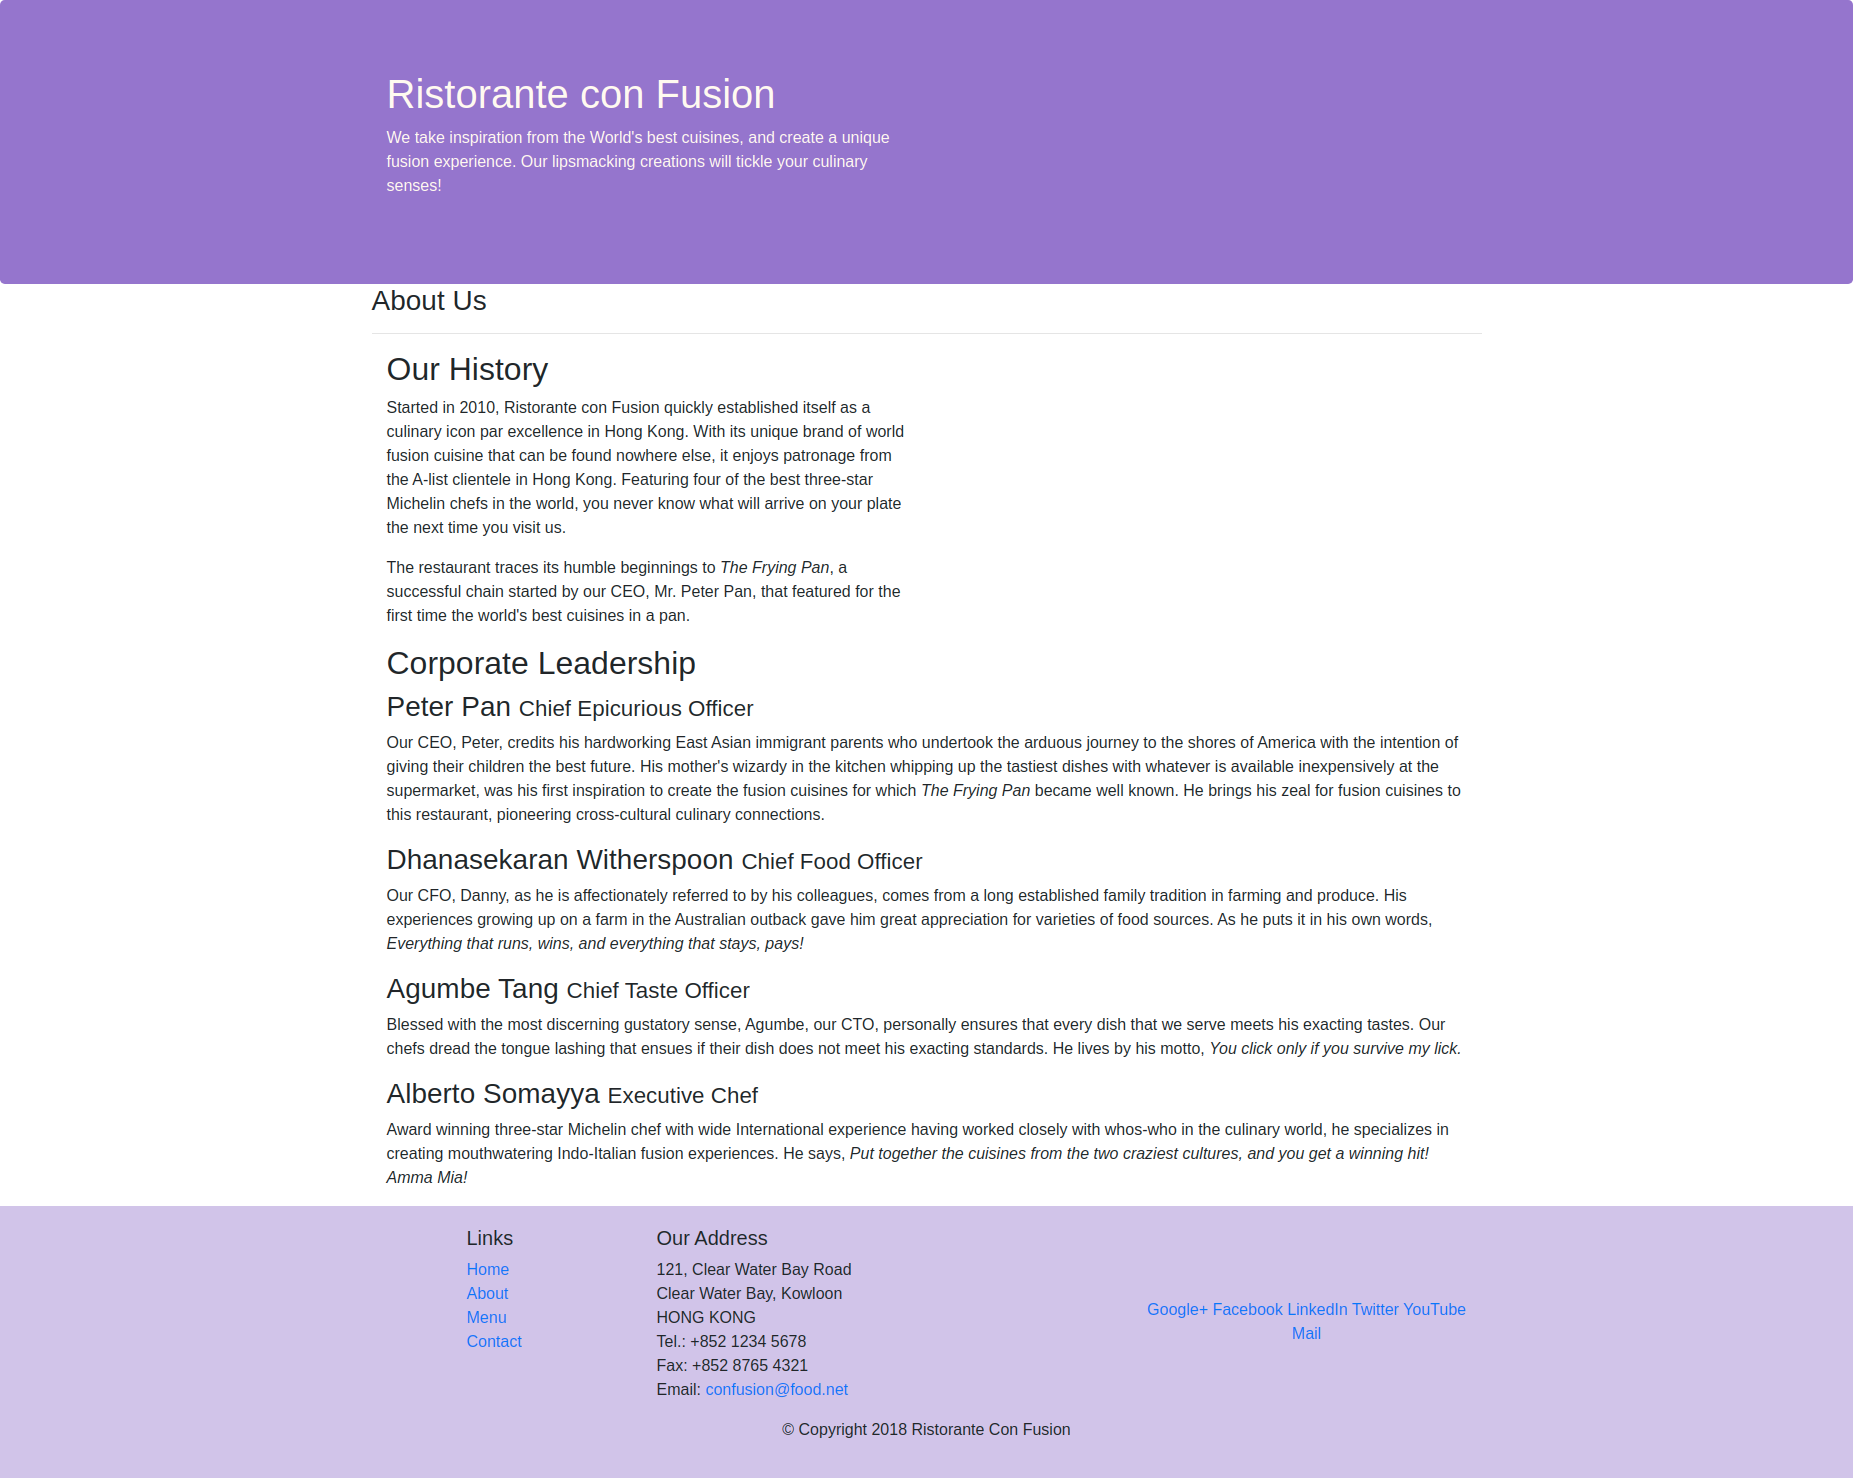 Ristorante con Fusion
We take inspiration from the World's best cuisines, and create a unique
fusion experience. Our lipsmacking creations will tickle your culinary
senses!
About Us
Our History
Started in 2010, Ristorante con Fusion quickly established itself as a
culinary icon par excellence in Hong Kong. With its unique brand of world
fusion cuisine that can be found nowhere else, it enjoys patronage from
the A-list clientele in Hong Kong. Featuring four of the best three-star
Michelin chefs in the world, you never know what will arrive on your plate
the next time you visit us.
The restaurant traces its humble beginnings to The Frying Pan, a
successful chain started by our CEO, Mr. Peter Pan, that featured for the
first time the world's best cuisines in a pan.
Corporate Leadership
Peter Pan Chief Epicurious Officer
Our CEO, Peter, credits his hardworking East Asian immigrant parents who undertook the arduous journey to the shores of America with the intention of
giving their children the best future. His mother's wizardy in the kitchen whipping up the tastiest dishes with whatever is available inexpensively at the
supermarket, was his first inspiration to create the fusion cuisines for which The Frying Pan became well known. He brings his zeal for fusion cuisines to
this restaurant, pioneering cross-cultural culinary connections.
Dhanasekaran Witherspoon Chief Food Officer
Our CFO, Danny, as he is affectionately referred to by his colleagues, comes from a long established family tradition in farming and produce. His
experiences growing up on a farm in the Australian outback gave him great appreciation for varieties of food sources. As he puts it in his own words,
Everything that runs, wins, and everything that stays, pays!
Agumbe Tang Chief Taste Officer
Blessed with the most discerning gustatory sense, Agumbe, our CTO, personally ensures that every dish that we serve meets his exacting tastes. Our
chefs dread the tongue lashing that ensues if their dish does not meet his exacting standards. He lives by his motto, You click only if you survive my lick.
Alberto Somayya Executive Chef
Award winning three-star Michelin chef with wide International experience having worked closely with whos-who in the culinary world, he specializes in
creating mouthwatering Indo-Italian fusion experiences. He says, Put together the cuisines from the two craziest cultures, and you get a winning hit!
Amma Mia!
Links
Home
About
Menu
Contact
Our Address
121, Clear Water Bay Road
Clear Water Bay, Kowloon
HONG KONG
Tel.: +852 1234 5678
Fax: +852 8765 4321
Email: confusion@food.net
Google+ Facebook LinkedIn Twitter YouTube
Mail
© Copyright 2018 Ristorante Con Fusion